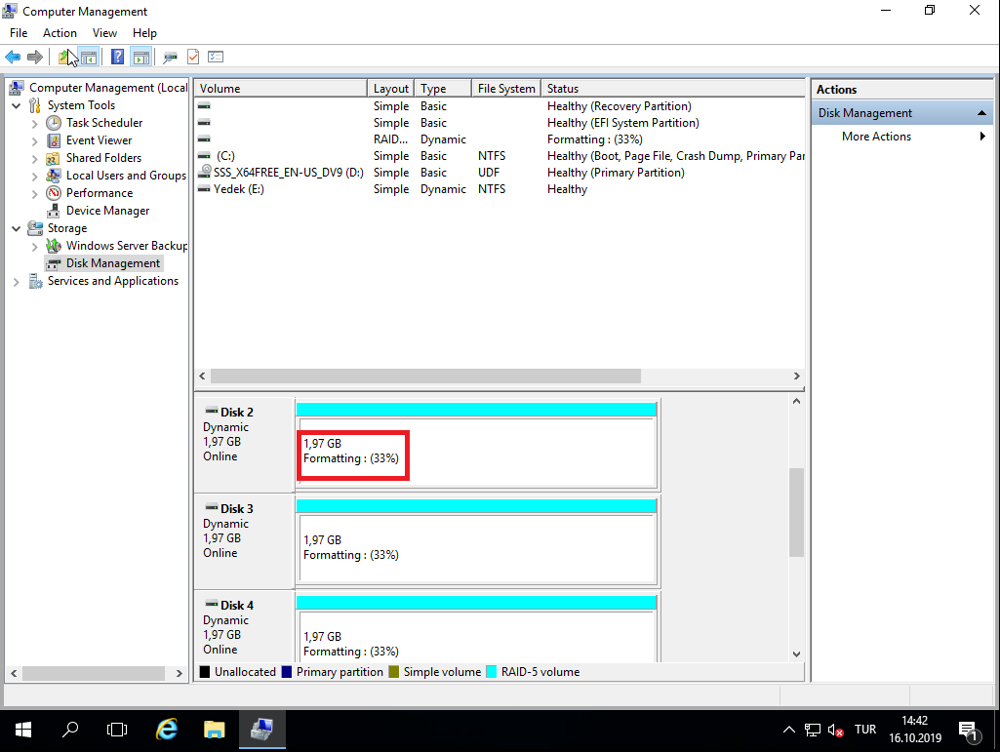 Computer Management
File Action View Help
Computer Management (Local
System Tools
Task Scheduler
Event Viewer
Shared Folders
Local Users and Groups
Performance
Device Manager
Storage
Windows Server Backup
Disk Management
Services and Applications
Volume Layout Type File System Status
Simple Basic Healthy (Recovery Partition)
Simple Basic Healthy (EFI System Partition)
RAID... Dynamic Formatting : (33%)
(C:) Simple Basic NTFS Healthy (Boot, Page File, Crash Dump, Primary Par
SSS_X64FREE_EN-US_DV9 (D:) Simple Basic UDF Healthy (Primary Partition)
Yedek (E:) Simple Dynamic NTFS Healthy
Actions
Disk Management
More Actions
Disk 2
Dynamic
1,97 GB
Online
1,97 GB
Formatting : (33%)
Disk 3
Dynamic
1,97 GB
Online
1,97 GB
Formatting : (33%)
Disk 4
Dynamic
1,97 GB
Online
1,97 GB
Formatting : (33%)
Unallocated Primary partition Simple volume RAID-5 volume
TUR
14:42
16.10.2019
1